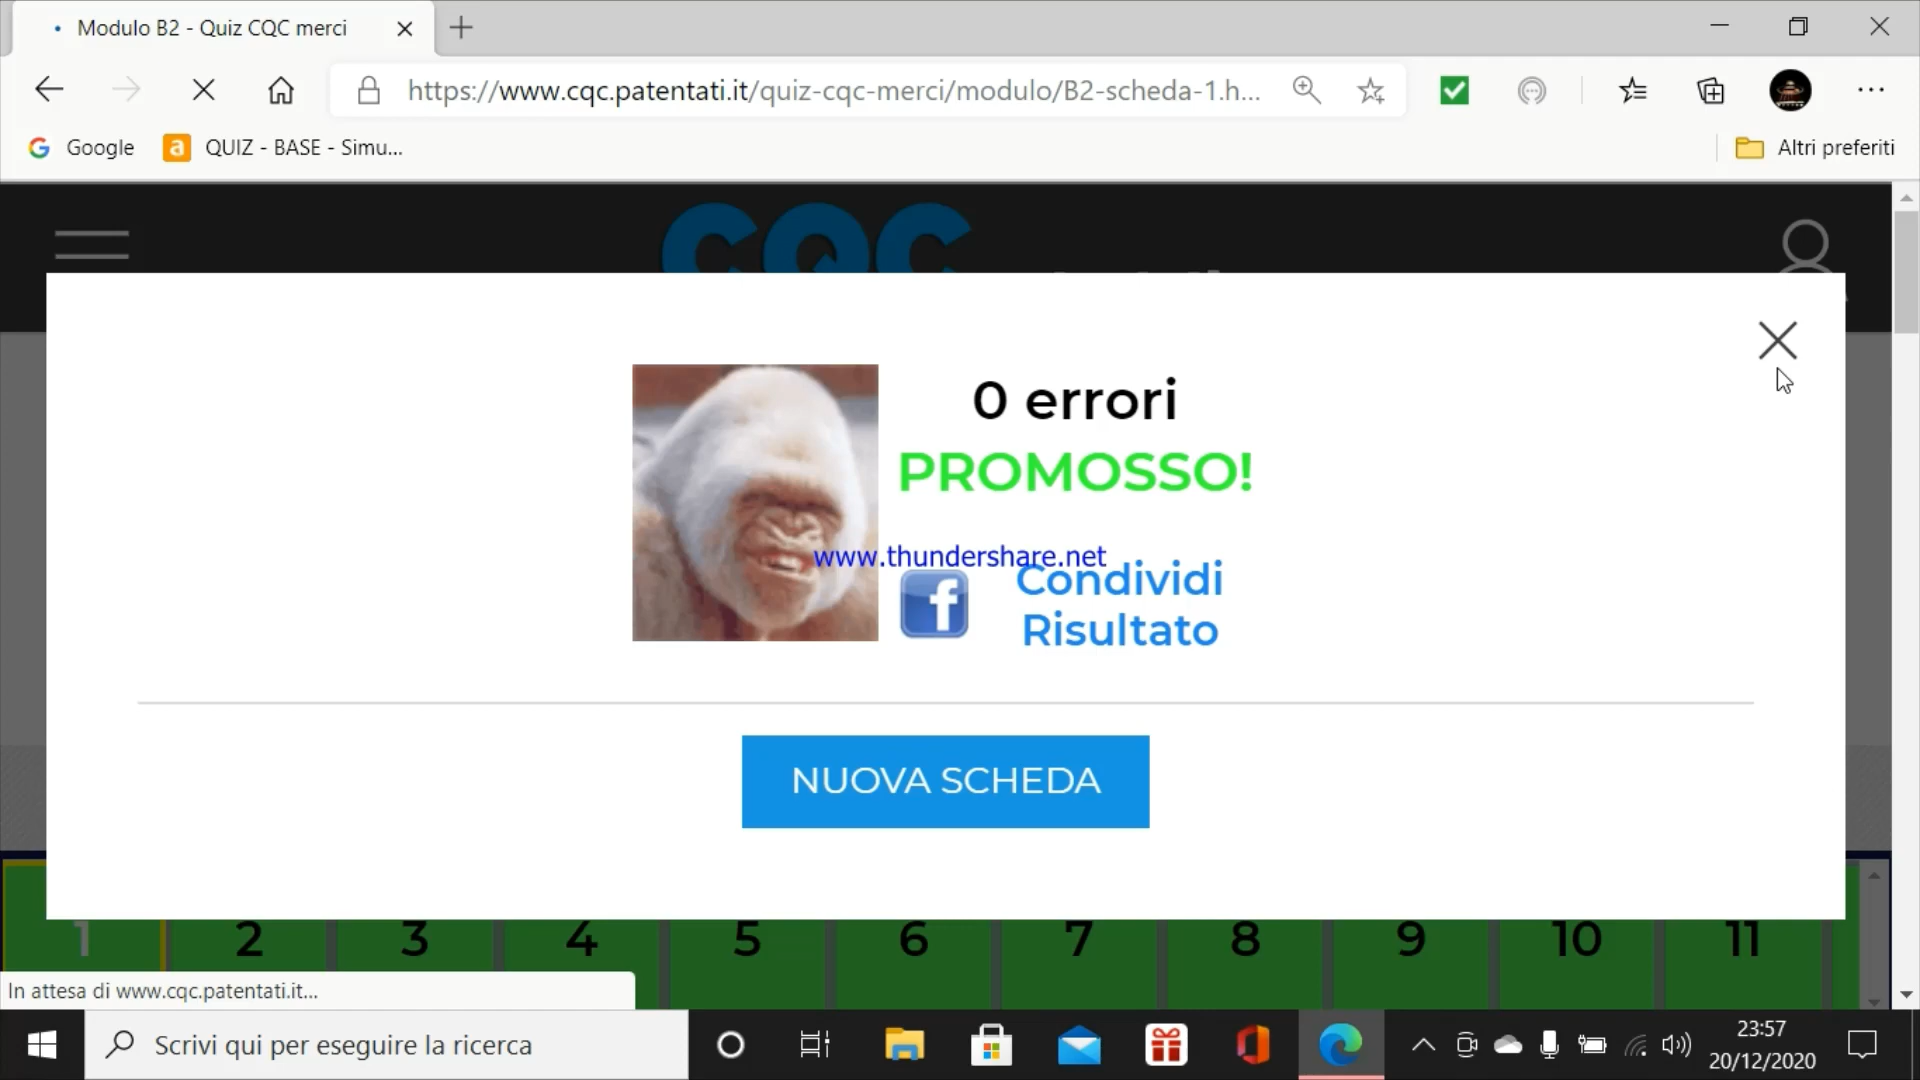 Modulo B2 - Quiz CQC merci
https://www.cqc.patentati.it/quiz-cqc-merci/modulo/B2-scheda-1.h...
Google
QUIZ - BASE - Simu...
Altri preferiti
CQC
0 errori
PROMOSSO!
www.thundershare.net
Condividi
Risultato
NUOVA SCHEDA
1 2 3 4 5 6 7 8 9 10 11
In attesa di www.cqc.patentati.it...
Scrivi qui per eseguire la ricerca
23:57
20/12/2020